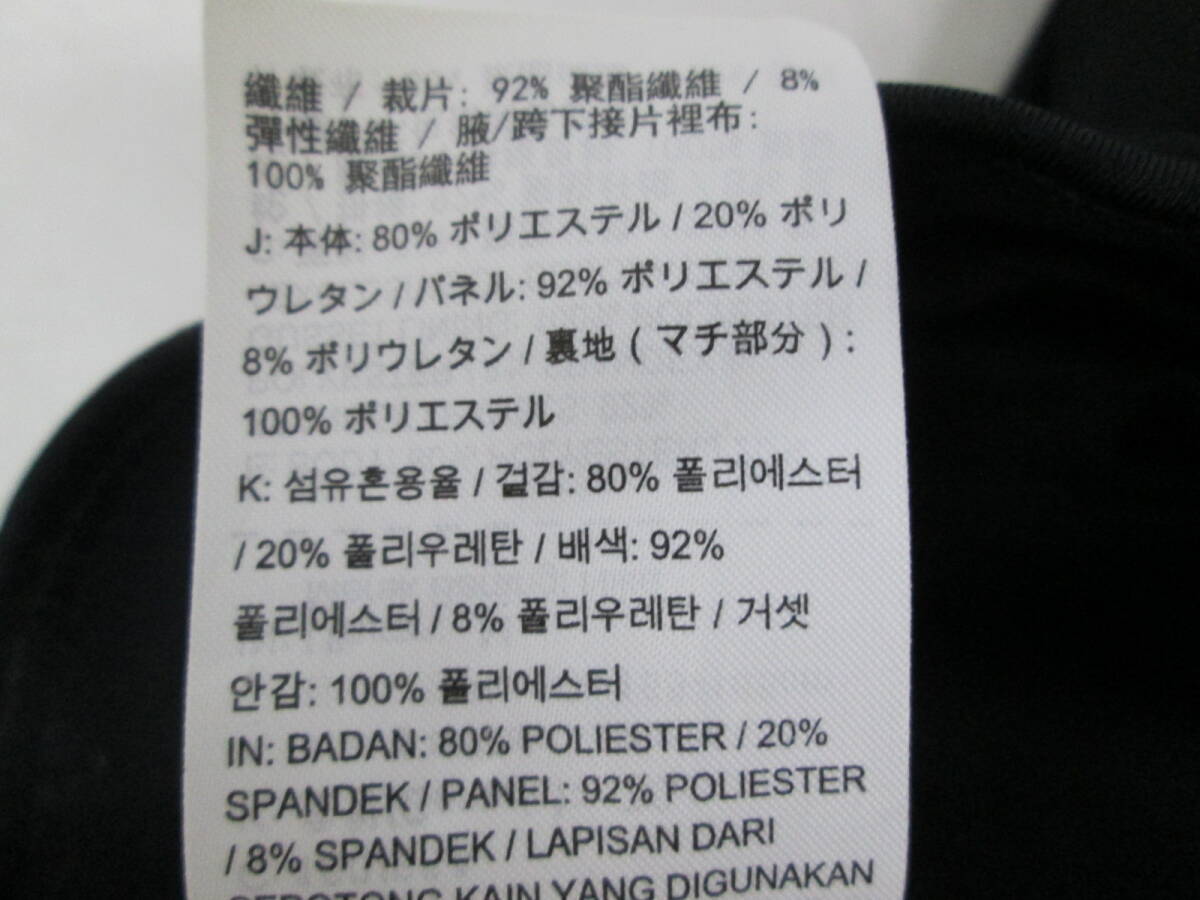 纖維 / 裁片: 92% 聚酯纖維 / 8%
彈性纖維 / 腋/跨下接片裡布:
100% 聚酯纖維
J: 本体: 80% ポリエステル / 20% ポリ
ウレタン / パネル: 92% ポリエステル /
8% ポリウレタン / 裏地 ( マチ部分 ) :
100% ポリエステル
K: 섬유혼용율 / 겉감: 80% 폴리에스터
/ 20% 폴리우레탄 / 배색: 92%
폴리에스터 / 8% 폴리우레탄 / 거셋
안감: 100% 폴리에스터
IN: BADAN: 80% POLIESTER / 20%
SPANDEK / PANEL: 92% POLIESTER
/ 8% SPANDEK / LAPISAN DARI
SEPOTONG KAIN YANG DIGUNAKAN